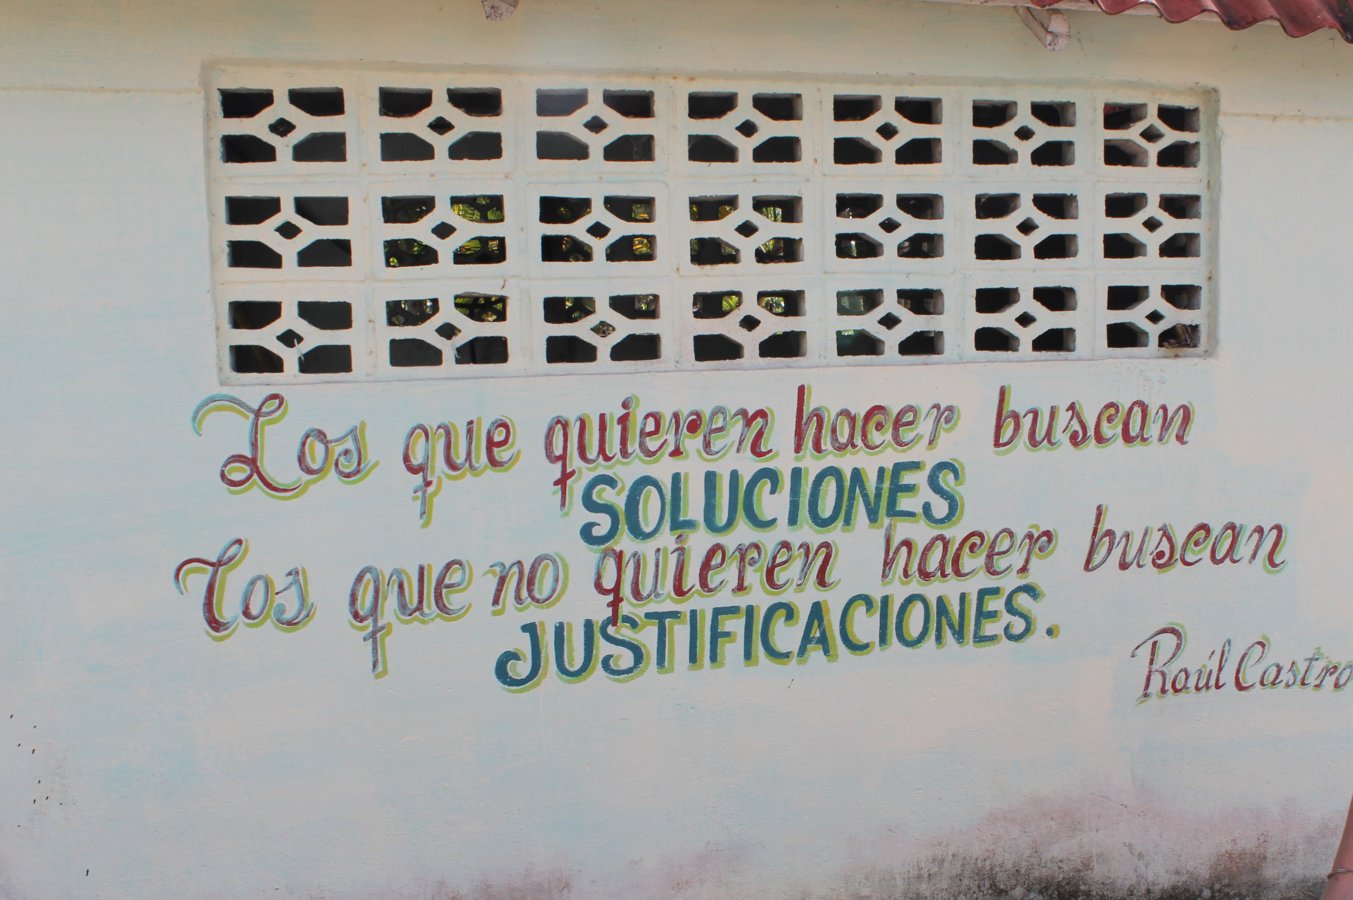 Los que quieren hacer buscan
SOLUCIONES
Los que no quieren hacer buscan
JUSTIFICACIONES.
Raúl Castro